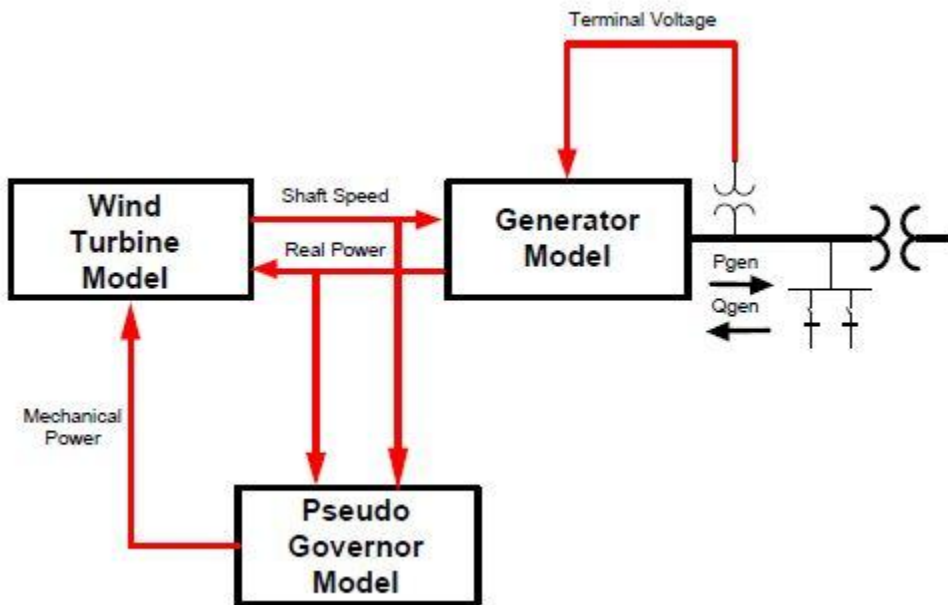 Terminal Voltage
Wind
Turbine
Model
Shaft Speed
Real Power
Generator
Model
Pgen
Qgen
Mechanical
Power
Pseudo
Governor
Model